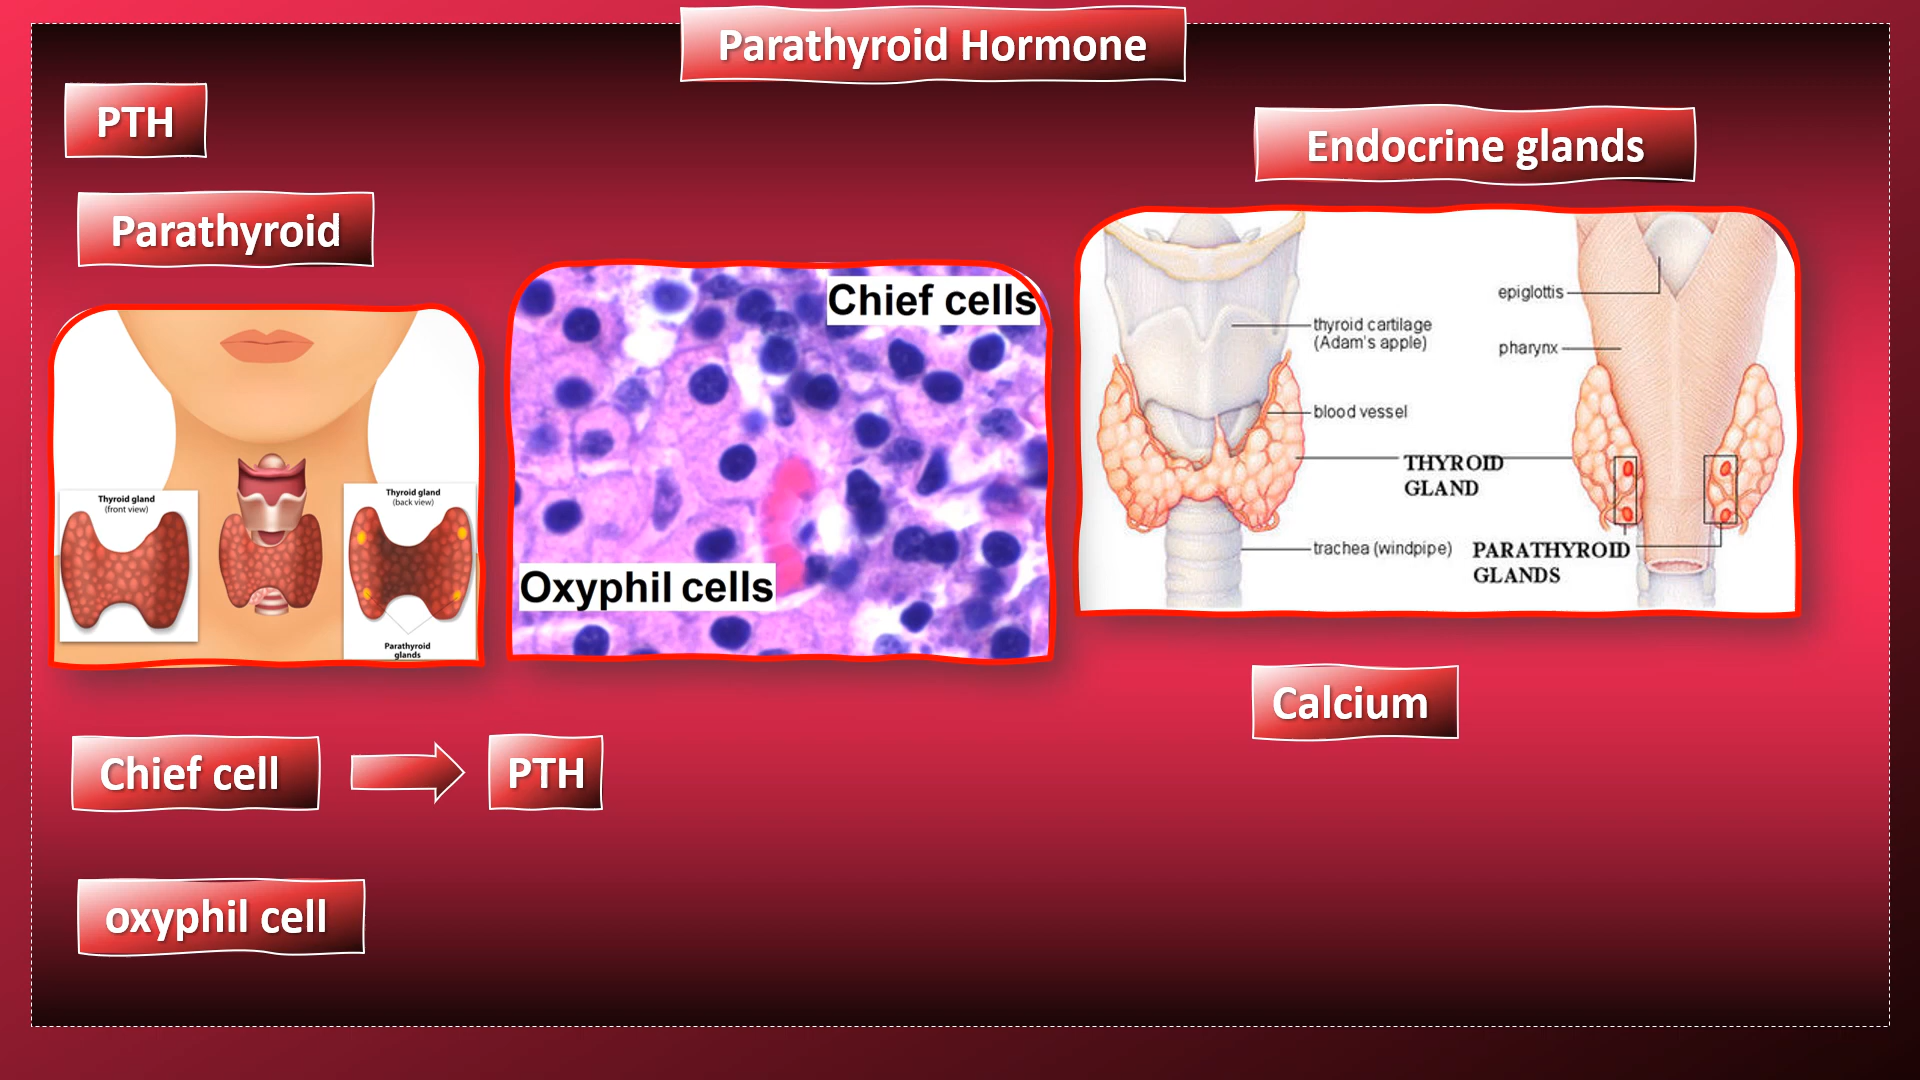 Parathyroid Hormone
PTH
Endocrine glands
Parathyroid
Thyroid gland
(front view)
Thyroid gland
(back view)
Parathyroid
glands
Chief cells
Oxyphil cells
thyroid cartilage
(Adam's apple)
blood vessel
THYROID
GLAND
trachea (windpipe)
epiglottis
pharynx
PARATHYROID
GLANDS
Calcium
Chief cell
PTH
oxyphil cell